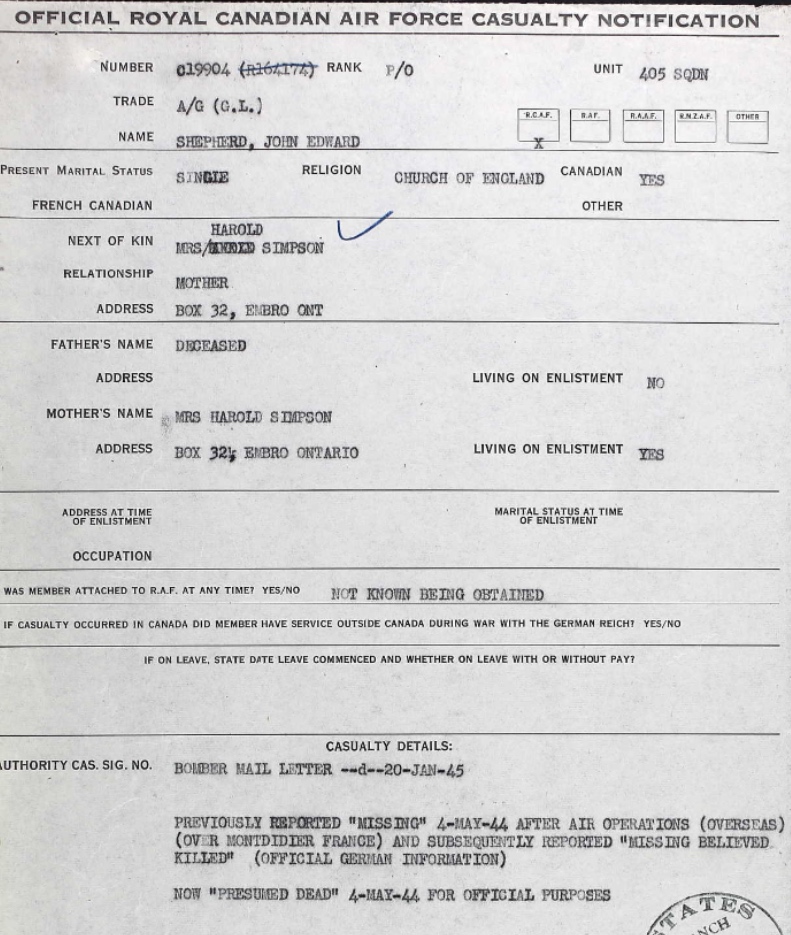 OFFICIAL ROYAL CANADIAN AIR FORCE CASUALTY NOTIFICATION
NUMBER C19904 (R164174) RANK P/O UNIT 405 SQDN
TRADE A/G (G.L.)
R.C.A.F. R.A.F. R.A.A.F. R.N.Z.A.F. OTHER
NAME SHEPHERD, JOHN EDWARD X
PRESENT MARITAL STATUS SINGLE RELIGION CHURCH OF ENGLAND CANADIAN YES
FRENCH CANADIAN OTHER
HAROLD
NEXT OF KIN MRS/ SIMPSON
RELATIONSHIP MOTHER
ADDRESS BOX 32, EMBRO ONT
FATHER'S NAME DECEASED
ADDRESS LIVING ON ENLISTMENT NO
MOTHER'S NAME MRS HAROLD SIMPSON
ADDRESS BOX 32, EMBRO ONTARIO LIVING ON ENLISTMENT YES
ADDRESS AT TIME MARITAL STATUS AT TIME
OF ENLISTMENT OF ENLISTMENT
OCCUPATION
WAS MEMBER ATTACHED TO R.A.F. AT ANY TIME? YES/NO NOT KNOWN BEING OBTAINED
IF CASUALTY OCCURRED IN CANADA DID MEMBER HAVE SERVICE OUTSIDE CANADA DURING WAR WITH THE GERMAN REICH? YES/NO
IF ON LEAVE, STATE DATE LEAVE COMMENCED AND WHETHER ON LEAVE WITH OR WITHOUT PAY?
CASUALTY DETAILS:
AUTHORITY CAS. SIG. NO. BOMBER MAIL LETTER --d--20-JAN-45
PREVIOUSLY REPORTED "MISSING" 4-MAY-44 AFTER AIR OPERATIONS (OVERSEAS)
(OVER MONTDIDIER FRANCE) AND SUBSEQUENTLY REPORTED "MISSING BELIEVED
KILLED" (OFFICIAL GERMAN INFORMATION)
NOW "PRESUMED DEAD" 4-MAY-44 FOR OFFICIAL PURPOSES
STATES